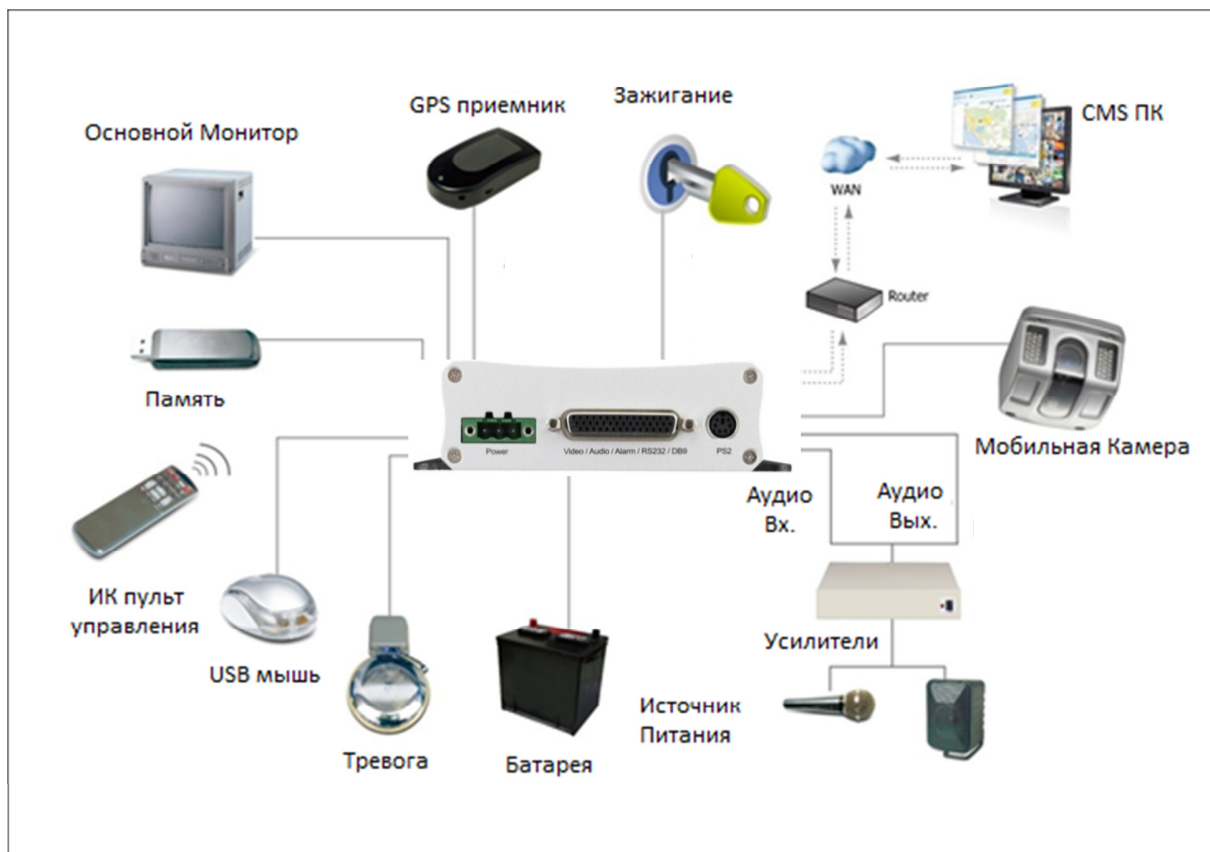 GPS приемник
Зажигание
CMS ПК
Основной Монитор
WAN
Router
Память
Power
Video / Audio / Alarm / RS232 / DB9
PS2
Мобильная Камера
Аудио
Вх.
Аудио
Вых.
ИК пульт
управления
Усилители
USB мышь
Источник
Питания
Тревога
Батарея